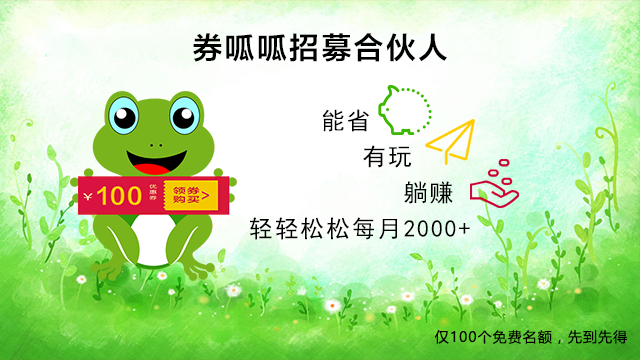 券呱呱招募合伙人
能省
有玩
躺赚
¥100 优惠券 领券购买>
轻轻松松每月2000+
仅100个免费名额，先到先得